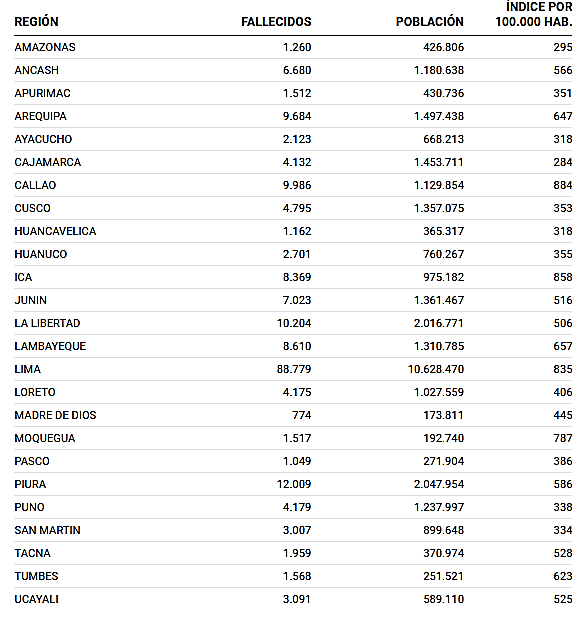 ÍNDICE POR
REGIÓN FALLECIDOS POBLACIÓN 100.000 HAB.
AMAZONAS 1.260 426.806 295
ANCASH 6.680 1.180.638 566
APURIMAC 1.512 430.736 351
AREQUIPA 9.684 1.497.438 647
AYACUCHO 2.123 668.213 318
CAJAMARCA 4.132 1.453.711 284
CALLAO 9.986 1.129.854 884
CUSCO 4.795 1.357.075 353
HUANCAVELICA 1.162 365.317 318
HUANUCO 2.701 760.267 355
ICA 8.369 975.182 858
JUNIN 7.023 1.361.467 516
LA LIBERTAD 10.204 2.016.771 506
LAMBAYEQUE 8.610 1.310.785 657
LIMA 88.779 10.628.470 835
LORETO 4.175 1.027.559 406
MADRE DE DIOS 774 173.811 445
MOQUEGUA 1.517 192.740 787
PASCO 1.049 271.904 386
PIURA 12.009 2.047.954 586
PUNO 4.179 1.237.997 338
SAN MARTIN 3.007 899.648 334
TACNA 1.959 370.974 528
TUMBES 1.568 251.521 623
UCAYALI 3.091 589.110 525